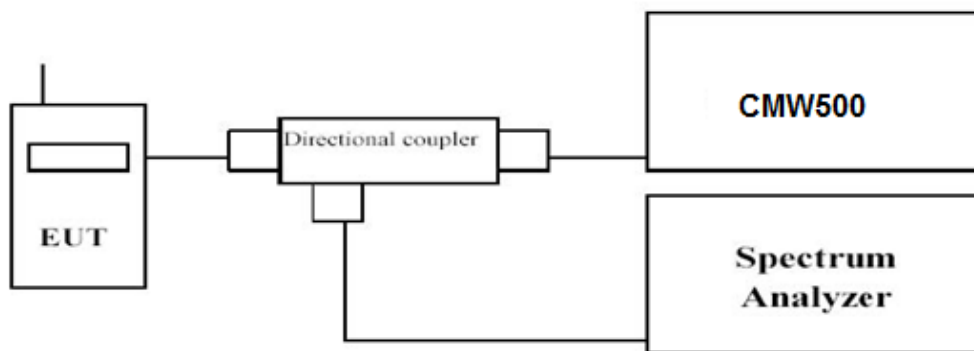 EUT
Directional coupler
CMW500
Spectrum
Analyzer